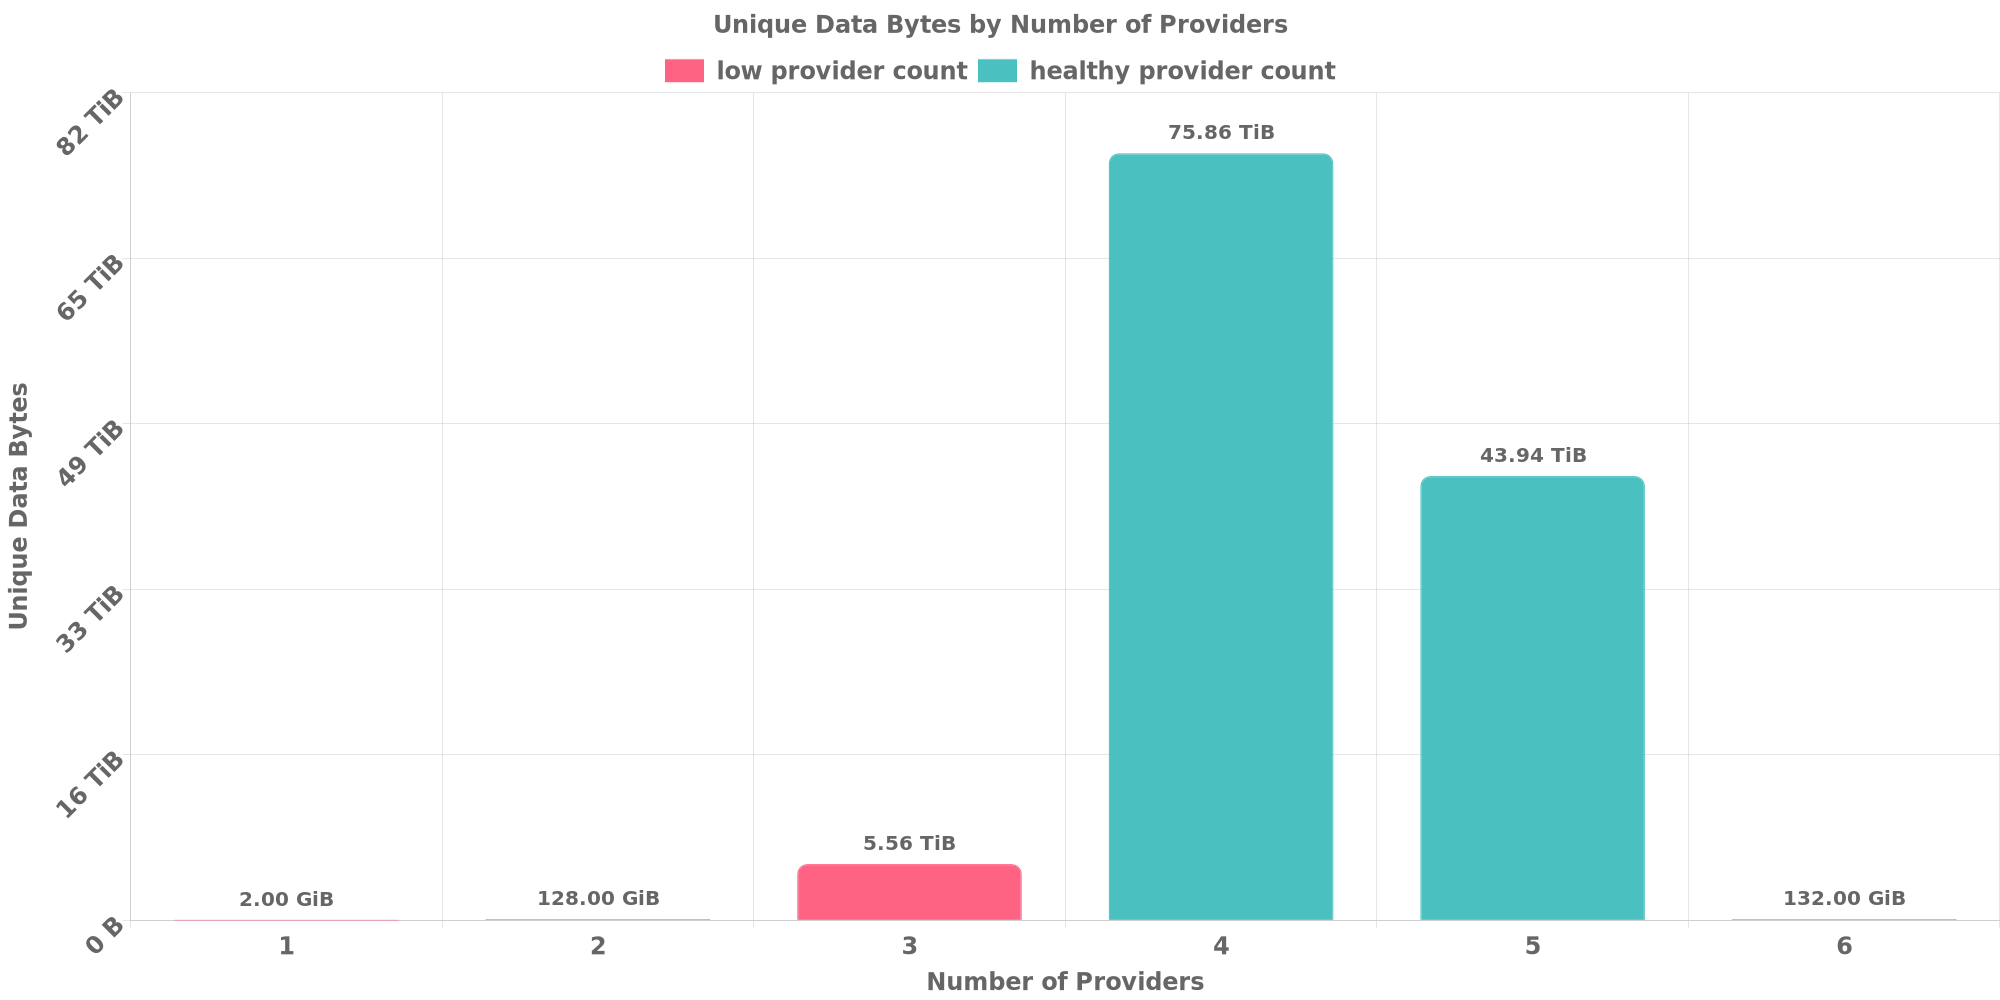 Unique Data Bytes by Number of Providers
low provider count
healthy provider count
82 TiB
65 TiB
49 TiB
33 TiB
16 TiB
0 B
Unique Data Bytes
2.00 GiB
128.00 GiB
5.56 TiB
75.86 TiB
43.94 TiB
132.00 GiB
1
2
3
4
5
6
Number of Providers